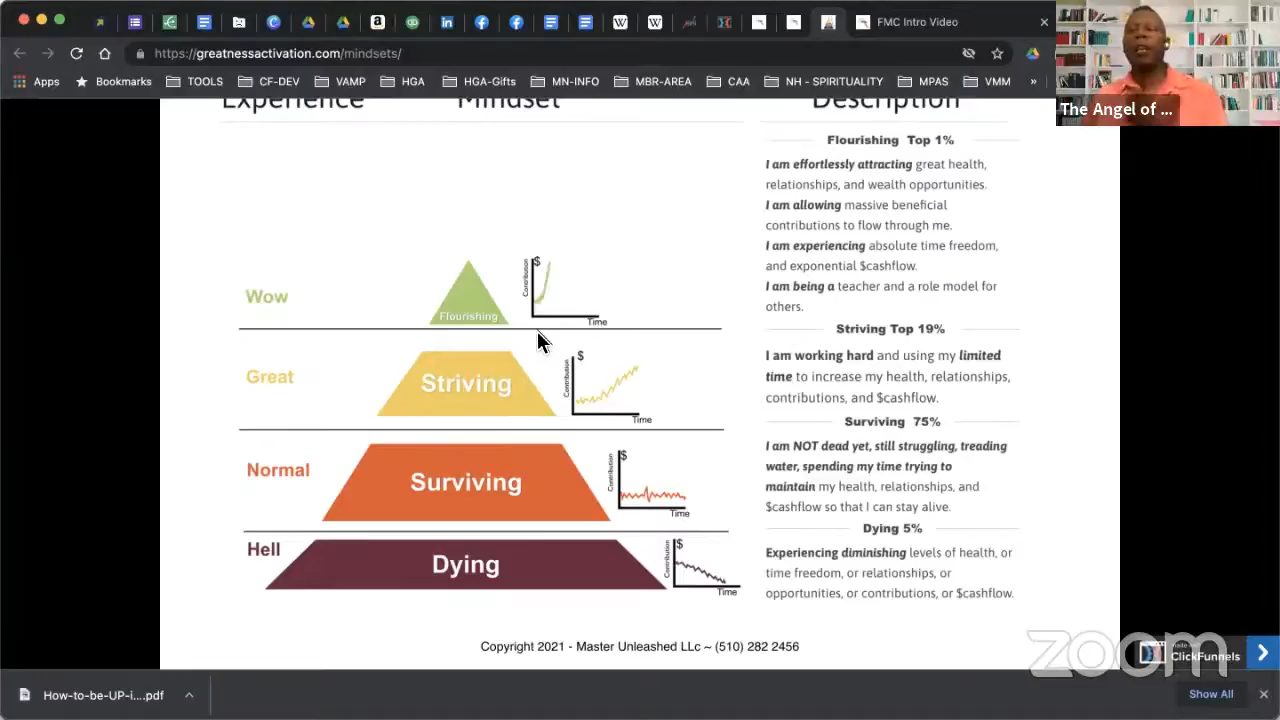 FMC Intro Video
https://greatnessactivation.com/mindsets/
Apps Bookmarks TOOLS CF-DEV VAMP HGA HGA-Gifts MN-INFO MBR-AREA CAA NH - SPIRITUALITY MPAS VMM »
The Angel of ...
Experience Mindset Description
Flourishing Top 1%
I am effortlessly attracting great health,
relationships, and wealth opportunities.
I am allowing massive beneficial
contributions to flow through me.
I am experiencing absolute time freedom,
and exponential $cashflow.
I am being a teacher and a role model for
others.
Wow
Flourishing
$
Contribution
Time
Striving Top 19%
I am working hard and using my limited
time to increase my health, relationships,
contributions, and $cashflow.
Great
Striving
$
Contribution
Time
Surviving 75%
I am NOT dead yet, still struggling, treading
water, spending my time trying to
maintain my health, relationships, and
$cashflow so that I can stay alive.
Normal
Surviving
$
Contribution
Time
Dying 5%
Experiencing diminishing levels of health, or
time freedom, or relationships, or
opportunities, or contributions, or $cashflow.
Hell
Dying
$
Contribution
Time
Copyright 2021 - Master Unleashed LLc ~ (510) 282 2456
zoom
ClickFunnels
How-to-be-UP-i....pdf
Show All